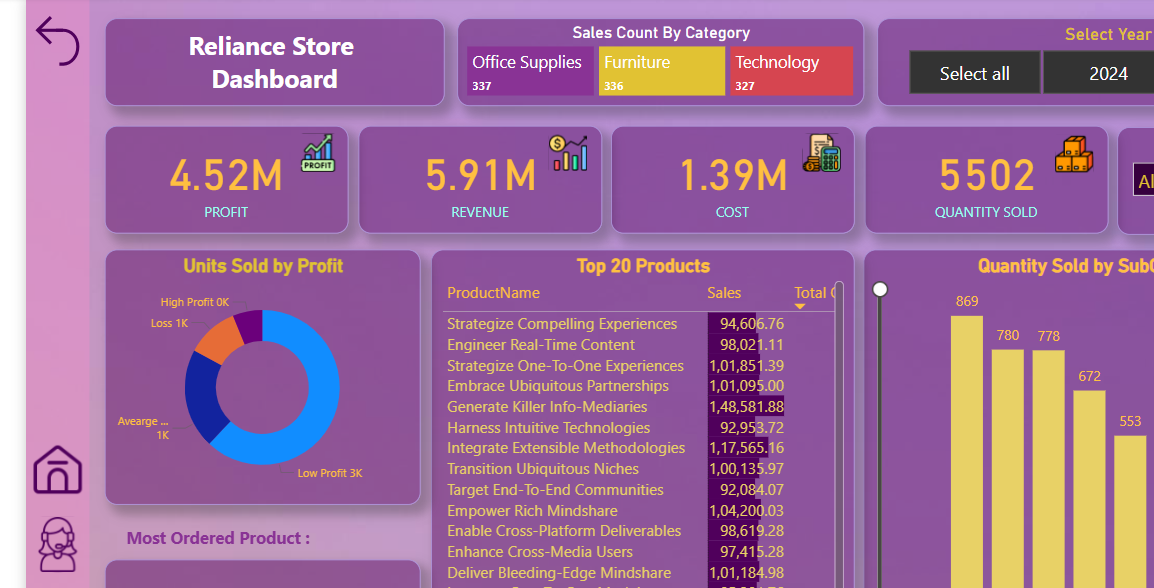 Reliance Store
Dashboard
Sales Count By Category
Office Supplies
337
Furniture
336
Technology
327
Select Year
Select all
2024
4.52M
PROFIT
PROFIT
5.91M
REVENUE
1.39M
COST
5502
QUANTITY SOLD
Al
Units Sold by Profit
High Profit 0K
Loss 1K
Avearge ...
1K
Low Profit 3K
Most Ordered Product :
Top 20 Products
ProductName Sales Total
Strategize Compelling Experiences 94,606.76
Engineer Real-Time Content 98,021.11
Strategize One-To-One Experiences 1,01,851.39
Embrace Ubiquitous Partnerships 1,01,095.00
Generate Killer Info-Mediaries 1,48,581.88
Harness Intuitive Technologies 92,953.72
Integrate Extensible Methodologies 1,17,565.16
Transition Ubiquitous Niches 1,00,135.97
Target End-To-End Communities 92,084.07
Empower Rich Mindshare 1,04,200.03
Enable Cross-Platform Deliverables 98,619.28
Enhance Cross-Media Users 97,415.28
Deliver Bleeding-Edge Mindshare 1,01,184.98
Quantity Sold by Sub
869
780
778
672
553